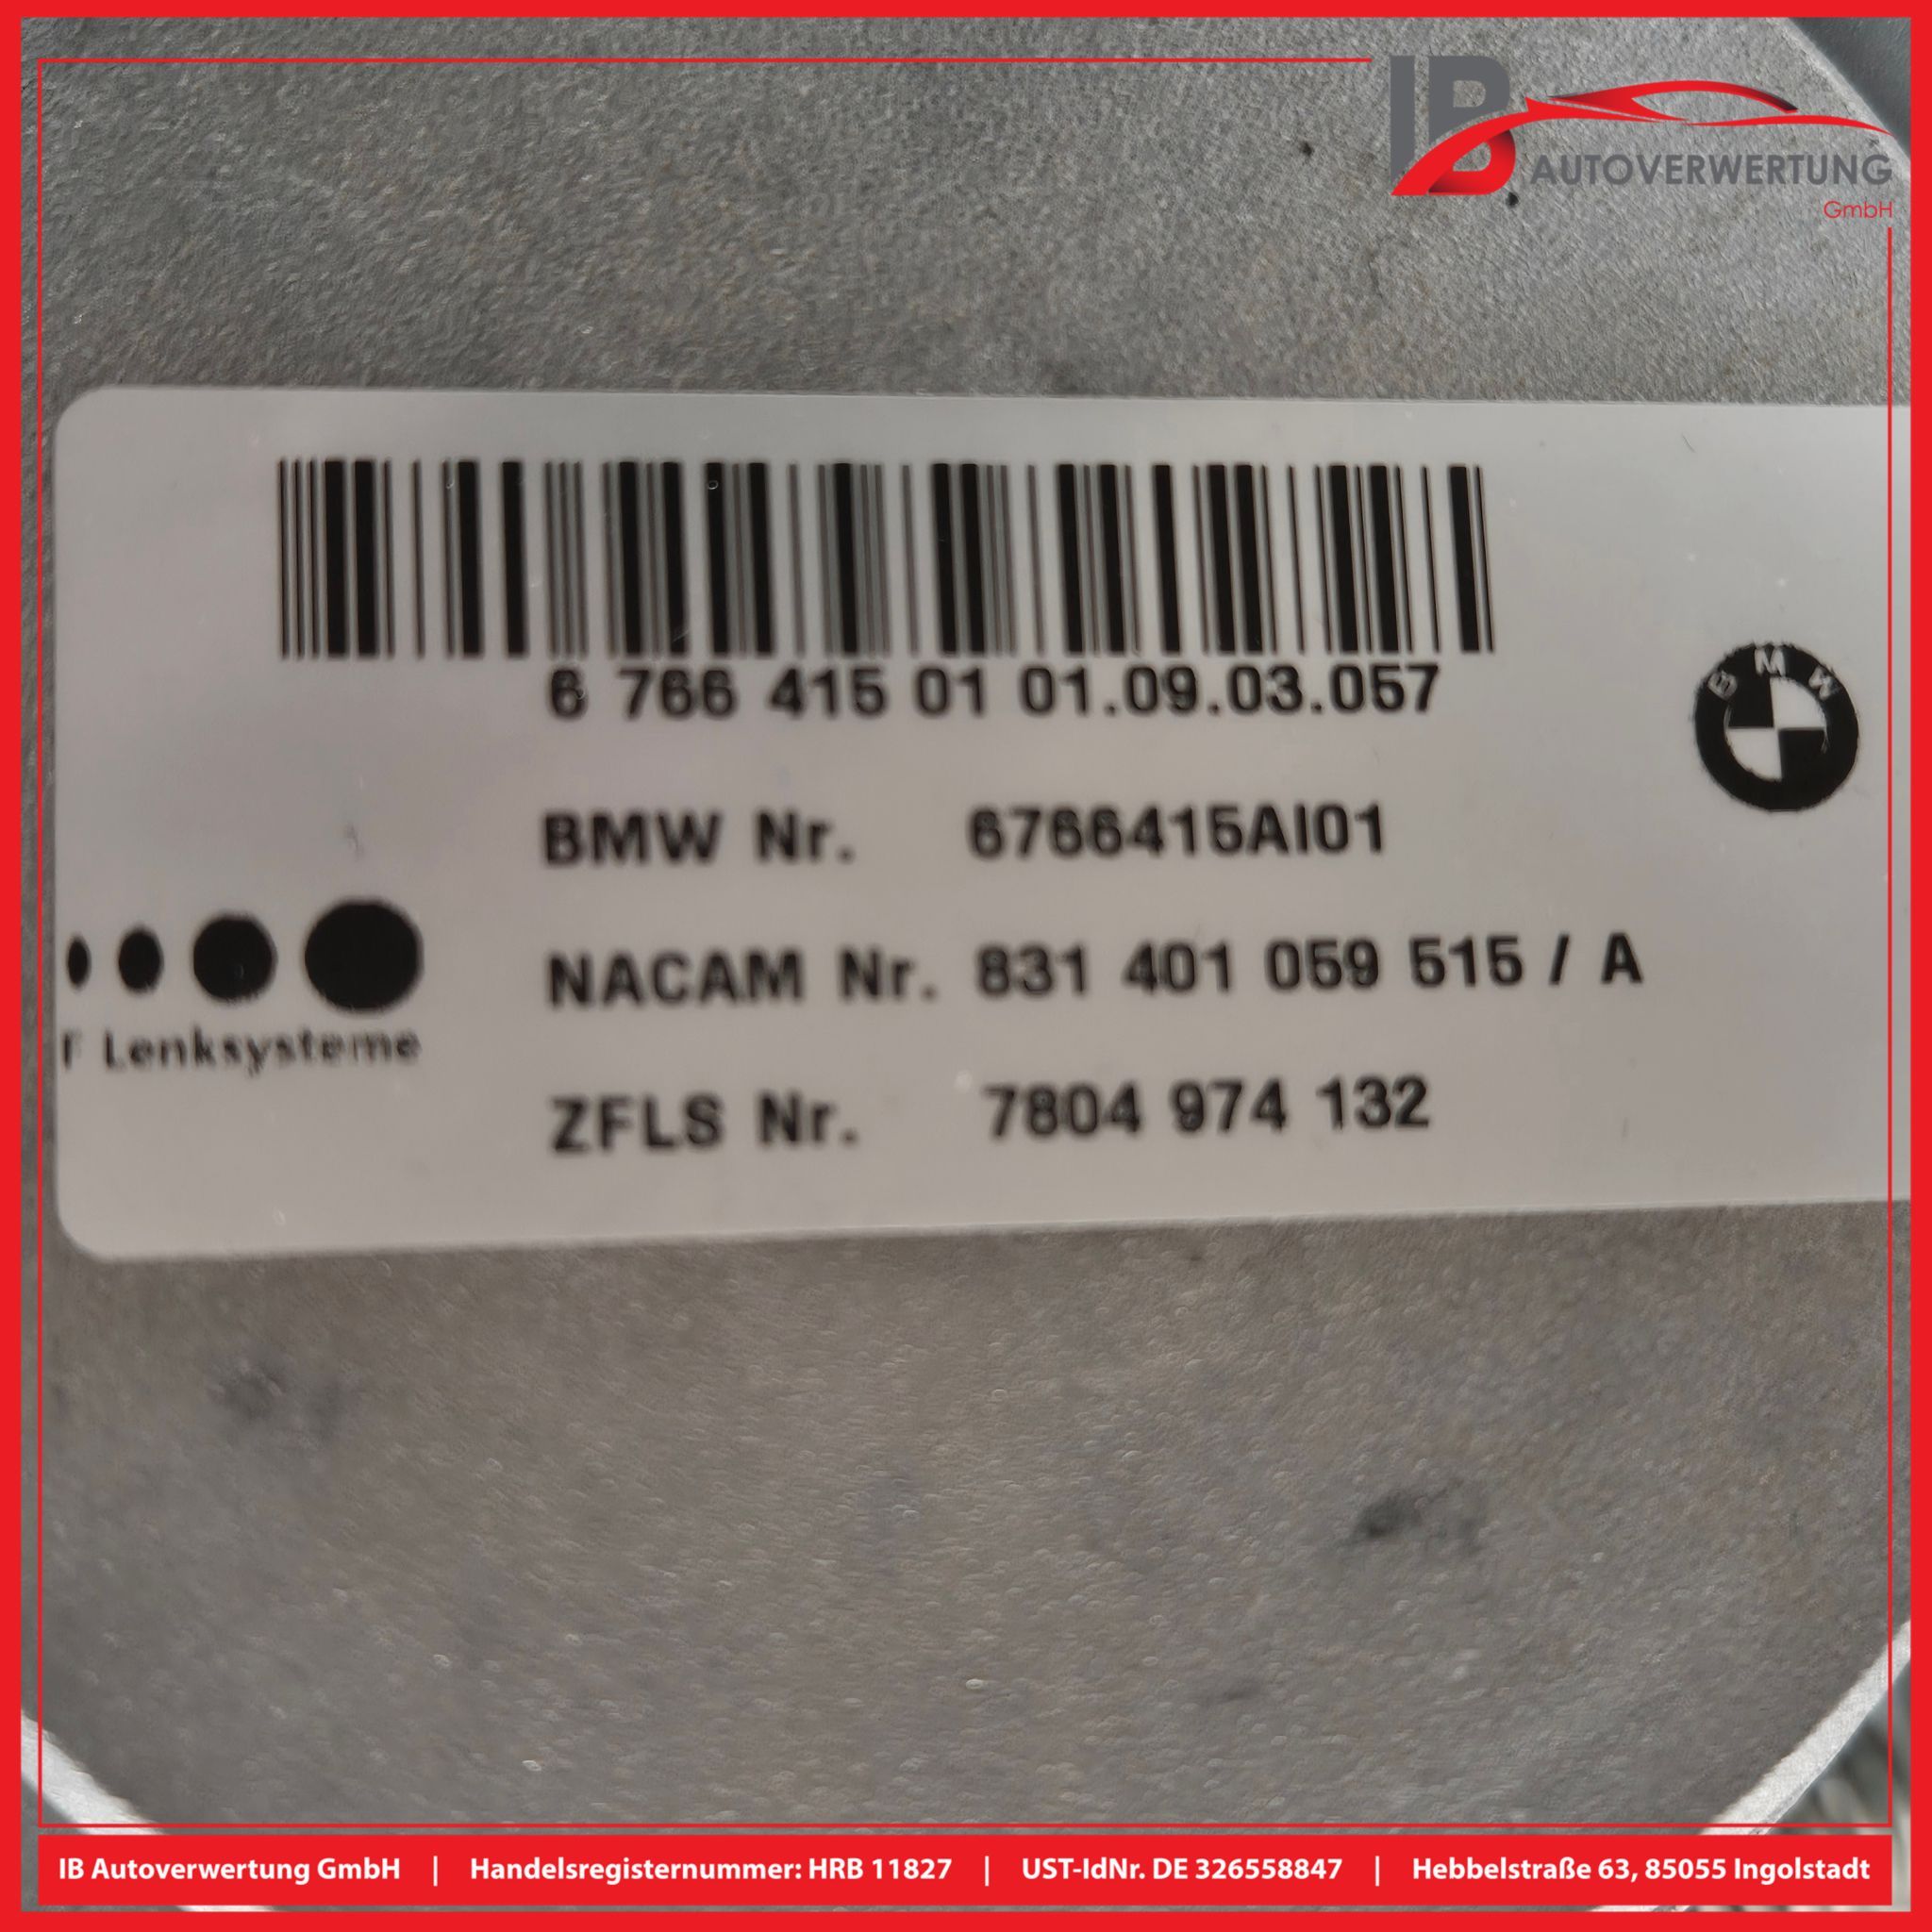 IB
AUTOVERWERTUNG
GmbH
6 766 415 01 01.09.03.057
BMW Nr. 6766415AI01
BMW
NACAM Nr. 831 401 059 515 / A
F Lenksysteme
ZFLS Nr. 7804 974 132
IB Autoverwertung GmbH | Handelsregisternummer: HRB 11827 | UST-IdNr. DE 326558847 | Hebbelstraße 63, 85055 Ingolstadt